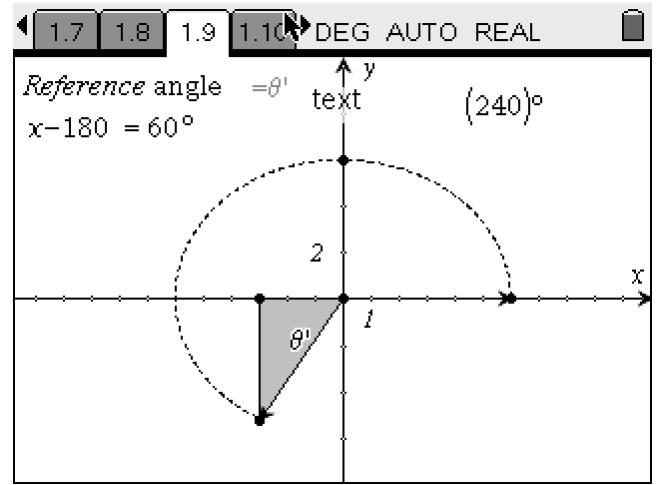 1.7 1.8 1.9 1.10 DEG AUTO REAL
Reference angle =θ'
x−180 =60°
text
y
(240)°
2
x
1
θ'